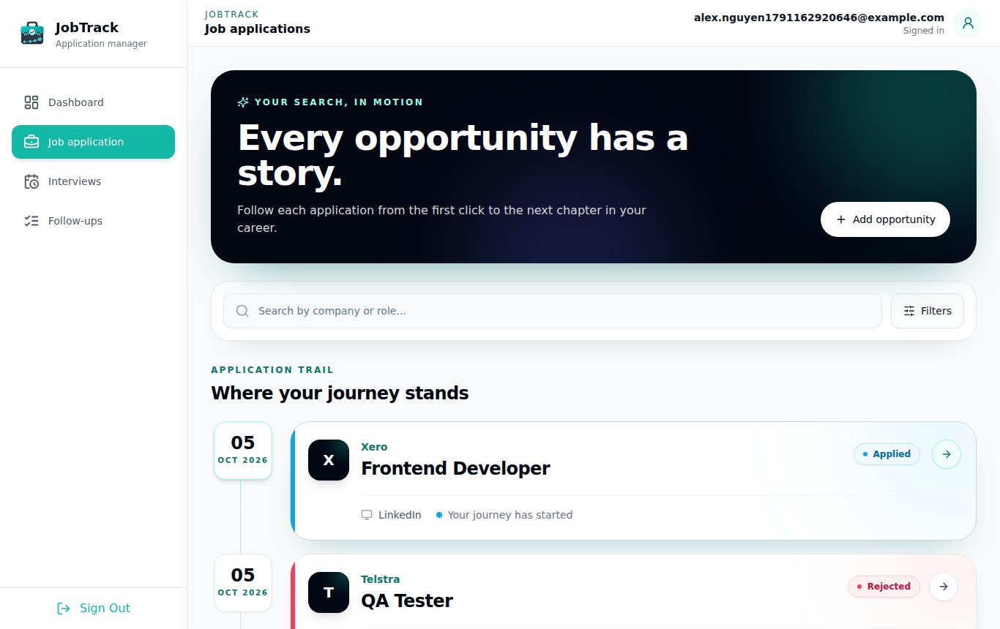 JobTrack
Application manager
Dashboard
Job application
Interviews
Follow-ups
Sign Out
JOBTRACK
Job applications
alex.nguyen1791162920646@example.com
Signed in
YOUR SEARCH, IN MOTION
Every opportunity has a
story.
Follow each application from the first click to the next chapter in your
career.
Add opportunity
Search by company or role...
Filters
APPLICATION TRAIL
Where your journey stands
05
OCT 2026
X
Xero
Frontend Developer
Applied
LinkedIn
Your journey has started
05
OCT 2026
T
Telstra
QA Tester
Rejected